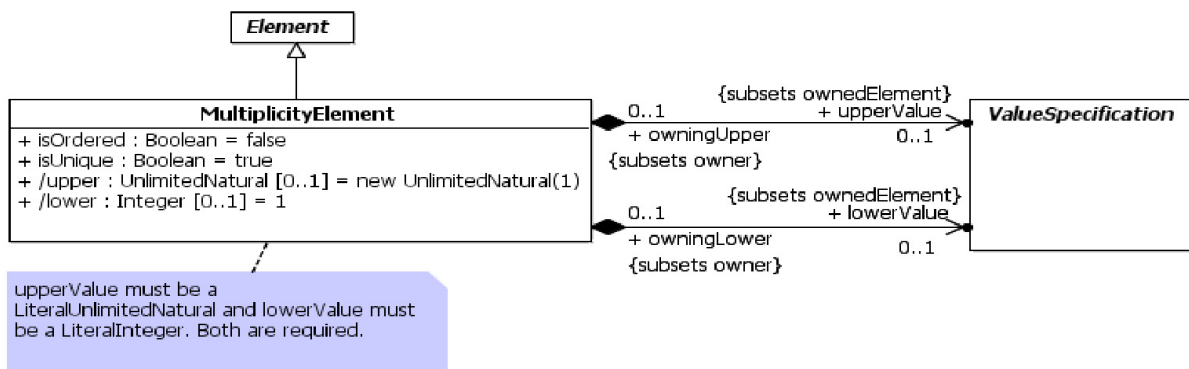 Element
MultiplicityElement
+ isOrdered : Boolean = false
+ isUnique : Boolean = true
+ /upper : UnlimitedNatural [0..1] = new UnlimitedNatural(1)
+ /lower : Integer [0..1] = 1
{subsets ownedElement}
0..1
+ upperValue
+ owningUpper
0..1
{subsets owner}
{subsets ownedElement}
0..1
+ lowerValue
+ owningLower
0..1
{subsets owner}
ValueSpecification
upperValue must be a
LiteralUnlimitedNatural and lowerValue must
be a LiteralInteger. Both are required.